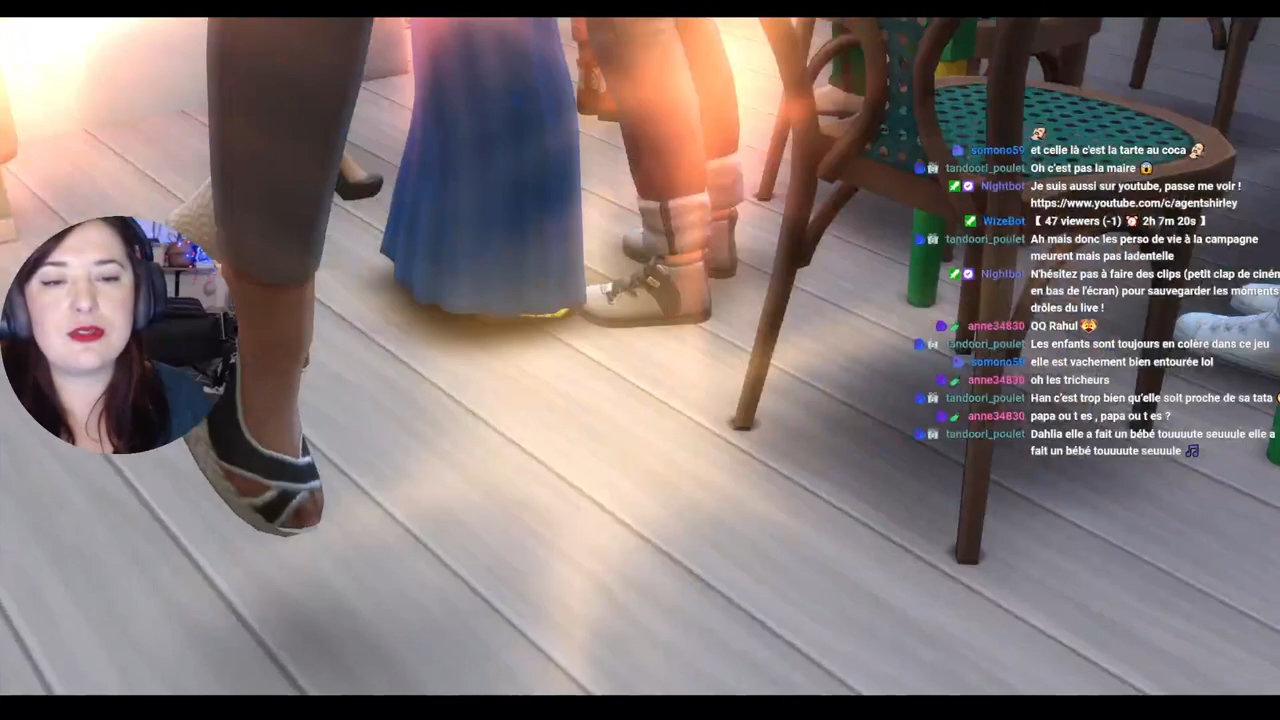 somono59 et celle là c'est la tarte au coca
tandoori_poulet Oh c'est pas la maire
Nightbot Je suis aussi sur youtube, passe me voir !
https://www.youtube.com/c/agentshirley
WizeBot 【 47 viewers (-1) ⏰ 2h 7m 20s 】
tandoori_poulet Ah mais donc les perso de vie à la campagne
meurent mais pas ladentelle
Nightbot N'hésitez pas à faire des clips (petit clap de ciném
en bas de l'écran) pour sauvegarder les moments
drôles du live !
anne34830 QQ Rahul
tandoori_poulet Les enfants sont toujours en colère dans ce jeu
somono59 elle est vachement bien entourée lol
anne34830 oh les tricheurs
tandoori_poulet Han c'est trop bien qu'elle soit proche de sa tata
anne34830 papa ou t es , papa ou t es ?
tandoori_poulet Dahlia elle a fait un bébé touuuute seuuule elle a
fait un bébé touuuute seuuule